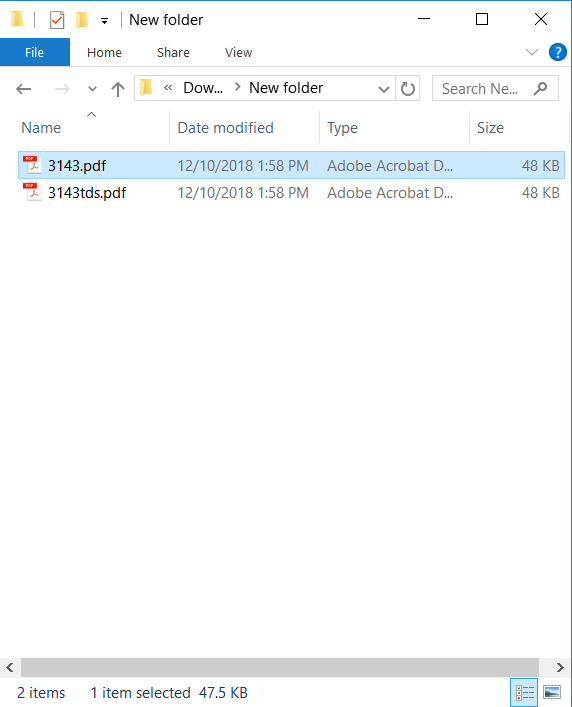 New folder
File Home Share View
« Dow... > New folder Search Ne...
Name Date modified Type Size
3143.pdf 12/10/2018 1:58 PM Adobe Acrobat D... 48 KB
3143tds.pdf 12/10/2018 1:58 PM Adobe Acrobat D... 48 KB
2 items 1 item selected 47.5 KB